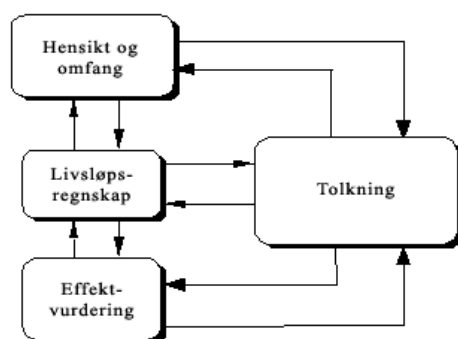 Hensikt og
omfang
Livsløps-
regnskap
Tolkning
Effekt-
vurdering